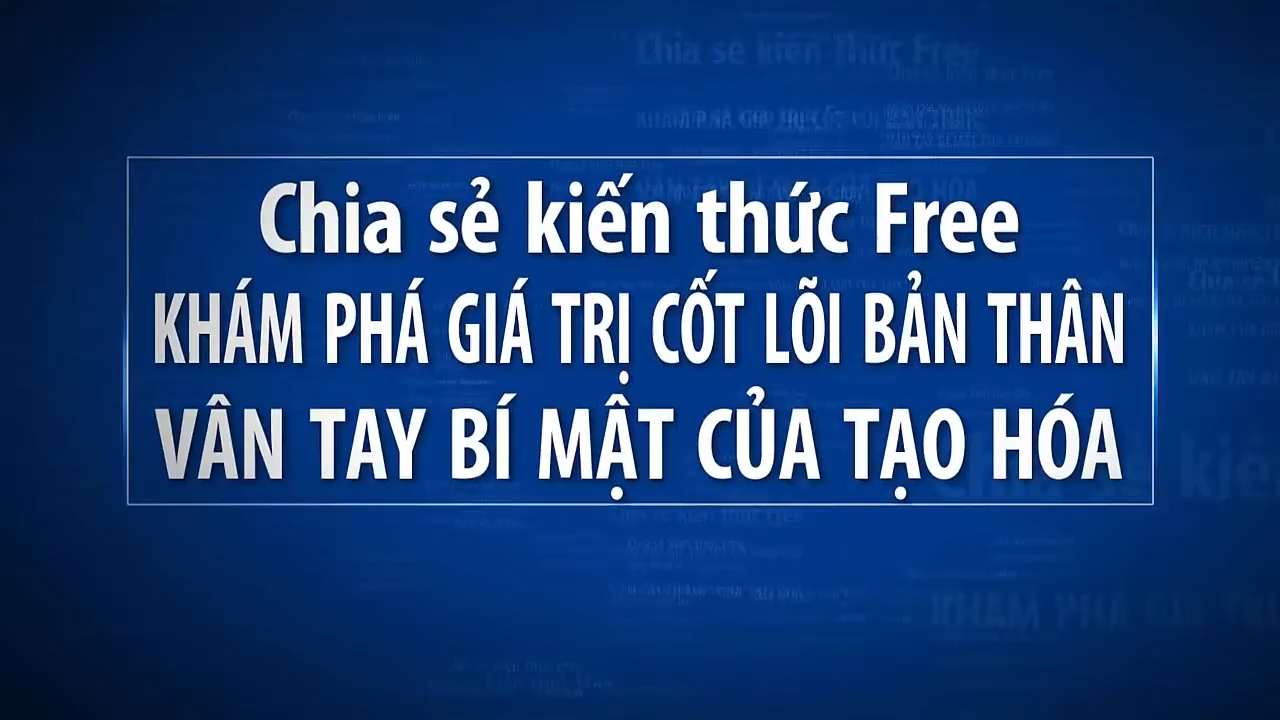 Chia sẻ kiến thức Free
KHÁM PHÁ GIÁ TRỊ CỐT LÕI BẢN THÂN
VÂN TAY BÍ MẬT CỦA TẠO HÓA